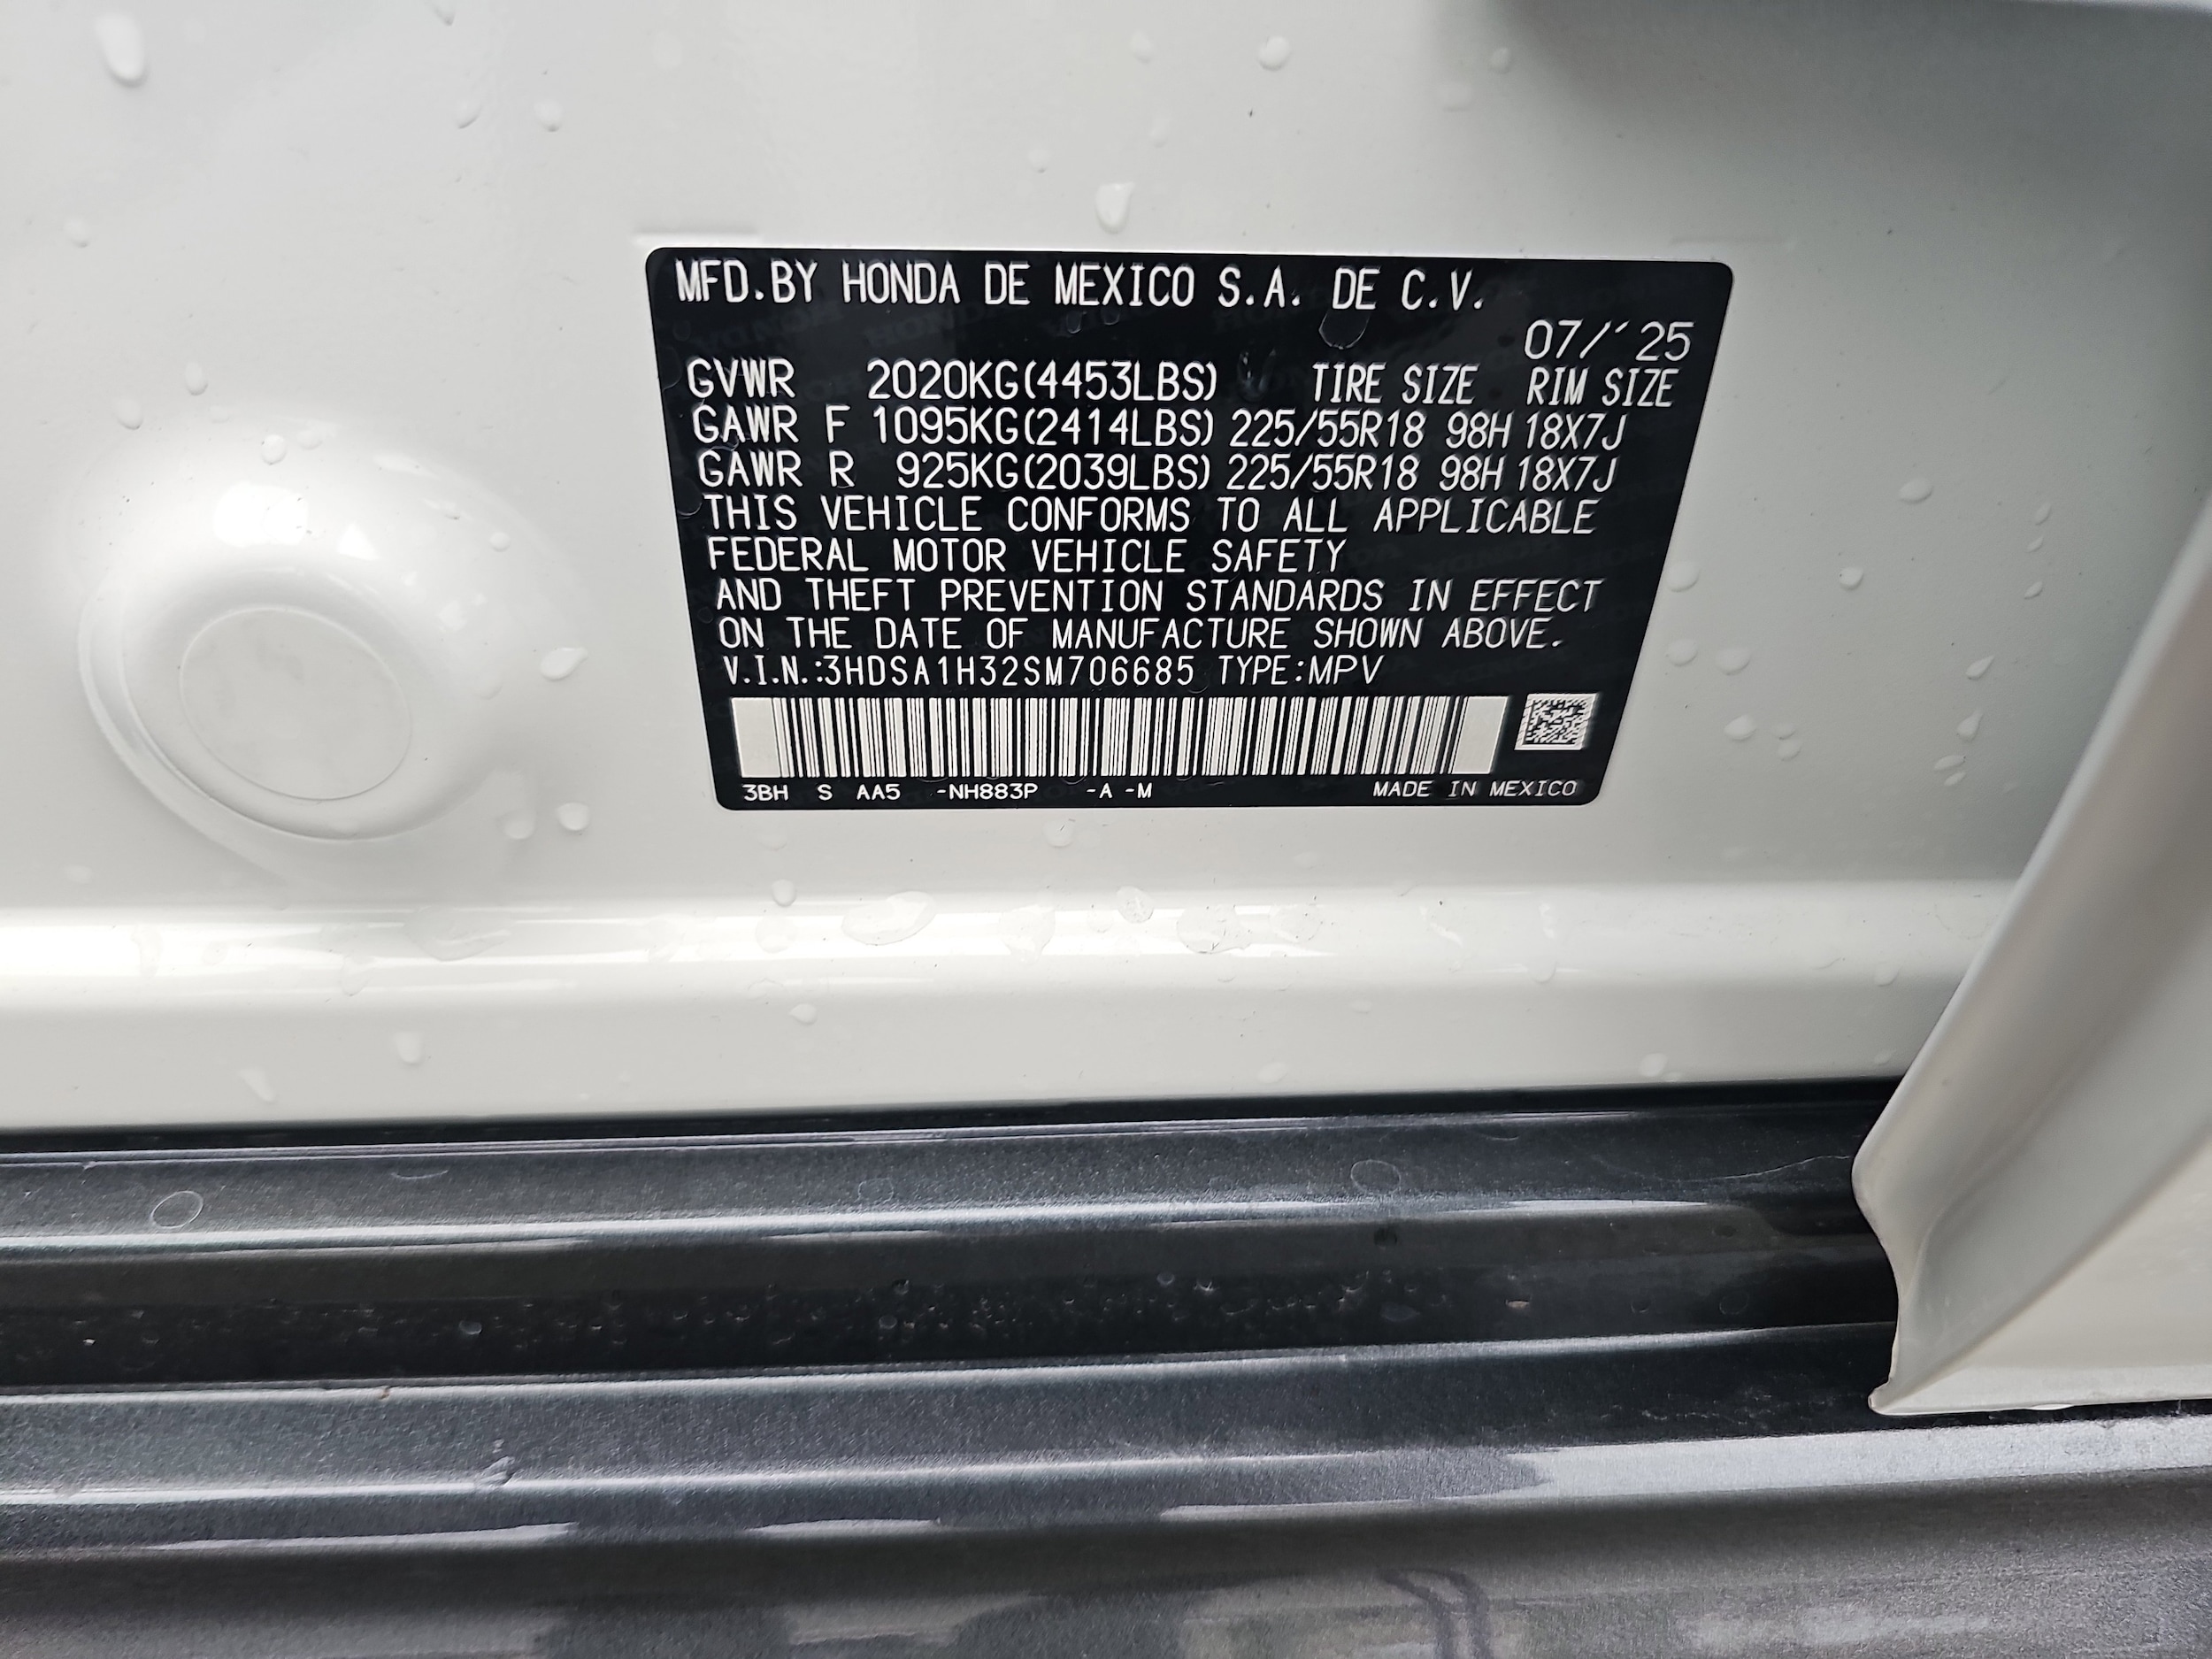 MFD.BY HONDA DE MEXICO S.A. DE C.V.
07/´25
GVWR 2020KG(4453LBS) TIRE SIZE RIM SIZE
GAWR F 1095KG(2414LBS) 225/55R18 98H 18X7J
GAWR R 925KG(2039LBS) 225/55R18 98H 18X7J
THIS VEHICLE CONFORMS TO ALL APPLICABLE
FEDERAL MOTOR VEHICLE SAFETY
AND THEFT PREVENTION STANDARDS IN EFFECT
ON THE DATE OF MANUFACTURE SHOWN ABOVE.
V.I.N.:3HDSA1H32SM706685 TYPE:MPV
3BH S AA5 -NH883P -A -M MADE IN MEXICO